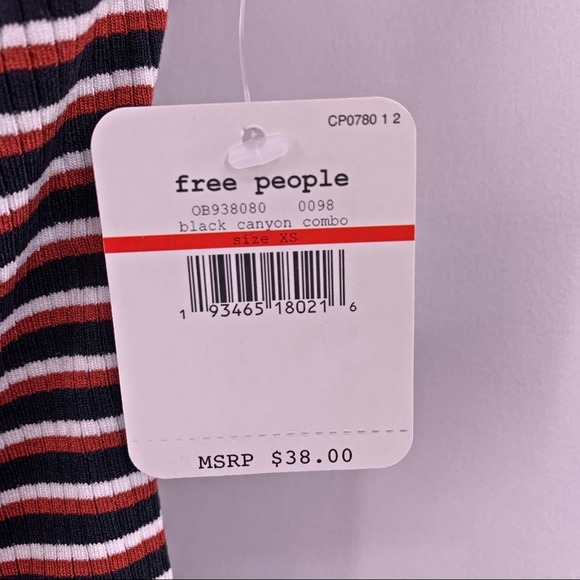 CP0780 1 2
free people
OB938080 0098
black canyon combo
size XS
1 93465 18021 6
MSRP $38.00